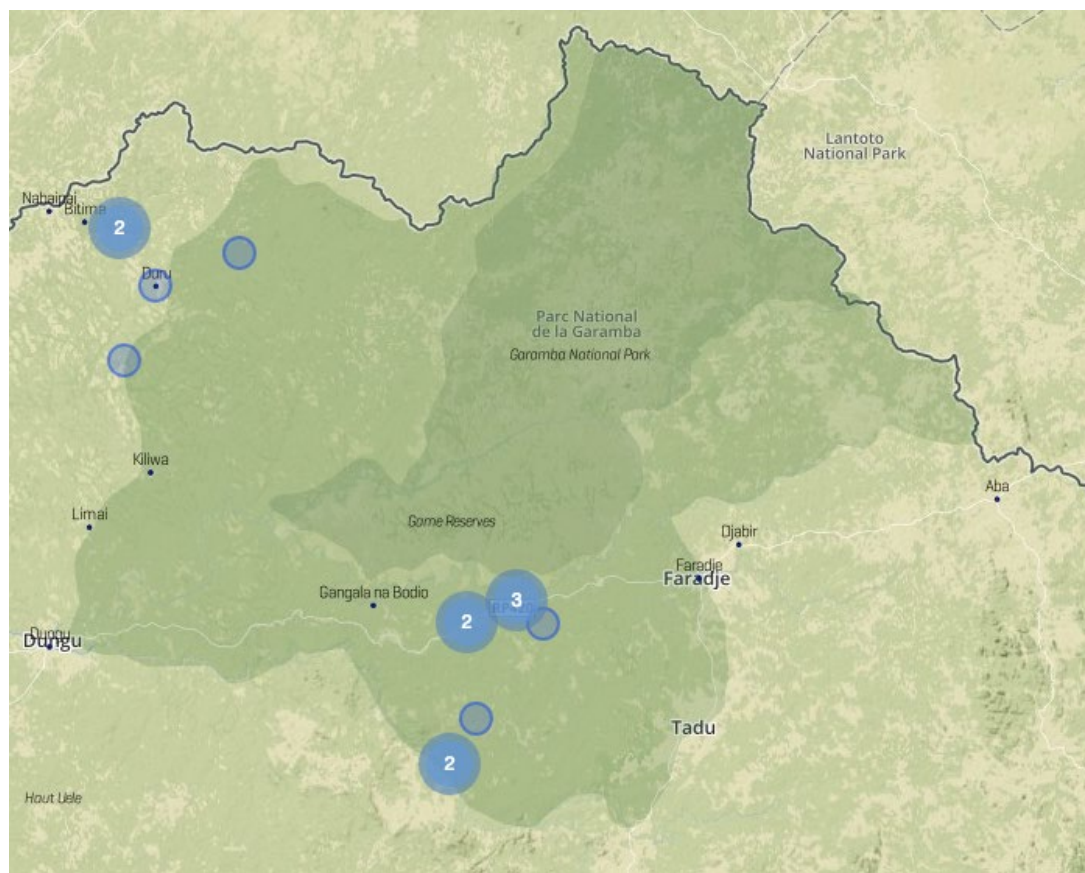 Lantoto
National Park
Nabaipai
Bitima
2
Duru
Parc National
de la Garamba
Garamba National Park
Kiliwa
Limai
Game Reserves
Aba
Djabir
Faradje
Faradje
Gangala na Bodio
3
2
Dungu
Dungu
Tadu
2
Haut Uele